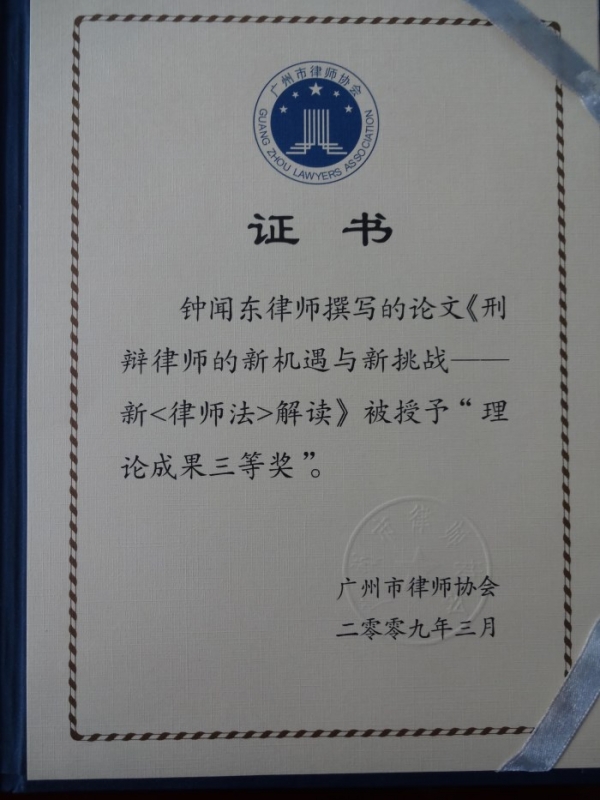 广州市律师协会
GUANG ZHOU LAWYERS ASSOCIATION
证书
钟闻东律师撰写的论文《刑
辩律师的新机遇与新挑战——
新<律师法>解读》被授予“理
论成果三等奖”。
广州市律师协会
二零零九年三月